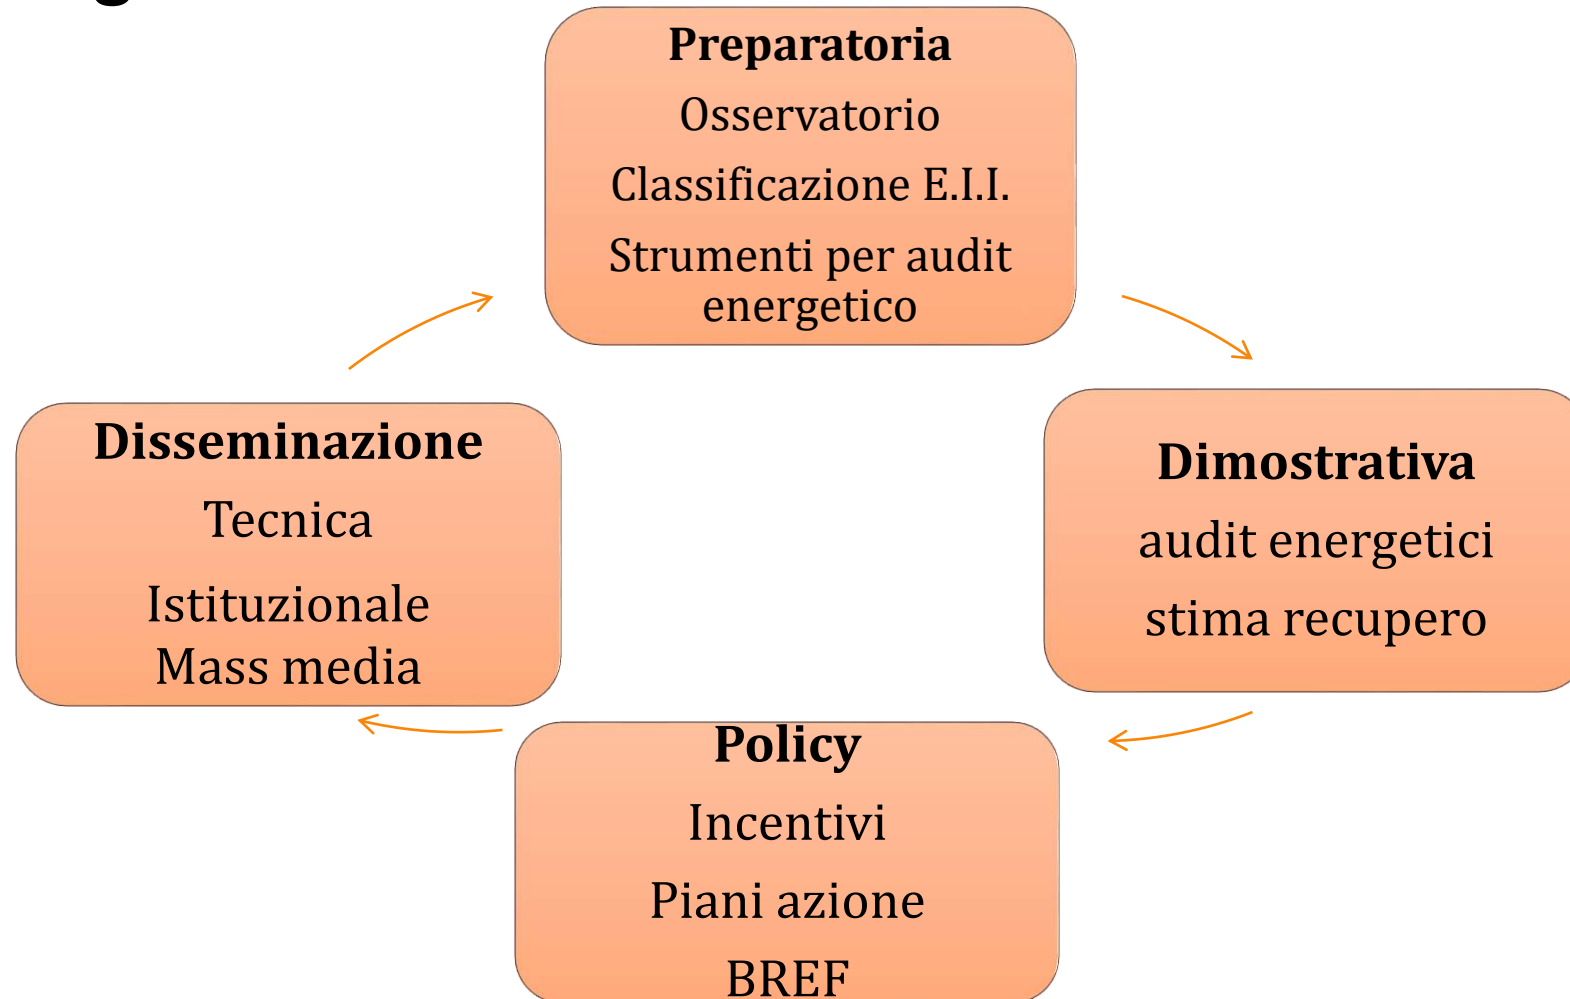 g
Preparatoria
Osservatorio
Classificazione E.I.I.
Strumenti per audit
energetico
Dimostrativa
audit energetici
stima recupero
Policy
Incentivi
Piani azione
BREF
Disseminazione
Tecnica
Istituzionale
Mass media